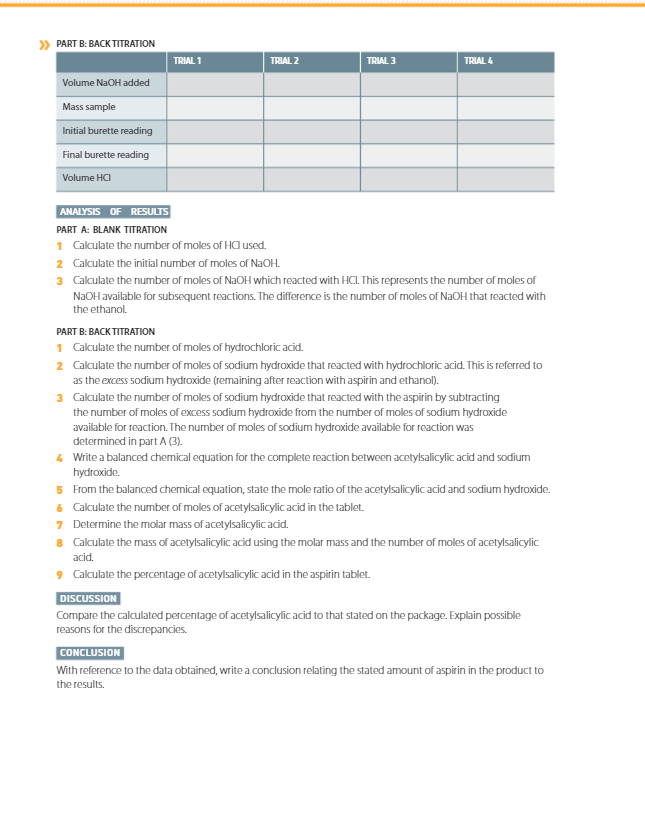 » PART B: BACK TITRATION
TRIAL 1 TRIAL 2 TRIAL 3 TRIAL 4
Volume NaOH added
Mass sample
Initial burette reading
Final burette reading
Volume HCl
ANALYSIS OF RESULTS
PART A: BLANK TITRATION
1 Calculate the number of moles of HCl used.
2 Calculate the initial number of moles of NaOH.
3 Calculate the number of moles of NaOH which reacted with HCl. This represents the number of moles of
NaOH available for subsequent reactions. The difference is the number of moles of NaOH that reacted with
the ethanol.
PART B: BACK TITRATION
1 Calculate the number of moles of hydrochloric acid.
2 Calculate the number of moles of sodium hydroxide that reacted with hydrochloric acid. This is referred to
as the excess sodium hydroxide (remaining after reaction with aspirin and ethanol).
3 Calculate the number of moles of sodium hydroxide that reacted with the aspirin by subtracting
the number of moles of excess sodium hydroxide from the number of moles of sodium hydroxide
available for reaction. The number of moles of sodium hydroxide available for reaction was
determined in part A (3).
4 Write a balanced chemical equation for the complete reaction between acetylsalicylic acid and sodium
hydroxide.
5 From the balanced chemical equation, state the mole ratio of the acetylsalicylic acid and sodium hydroxide.
6 Calculate the number of moles of acetylsalicylic acid in the tablet.
7 Determine the molar mass of acetylsalicylic acid.
8 Calculate the mass of acetylsalicylic acid using the molar mass and the number of moles of acetylsalicylic
acid.
9 Calculate the percentage of acetylsalicylic acid in the aspirin tablet.
DISCUSSION
Compare the calculated percentage of acetylsalicylic acid to that stated on the package. Explain possible
reasons for the discrepancies.
CONCLUSION
With reference to the data obtained, write a conclusion relating the stated amount of aspirin in the product to
the results.